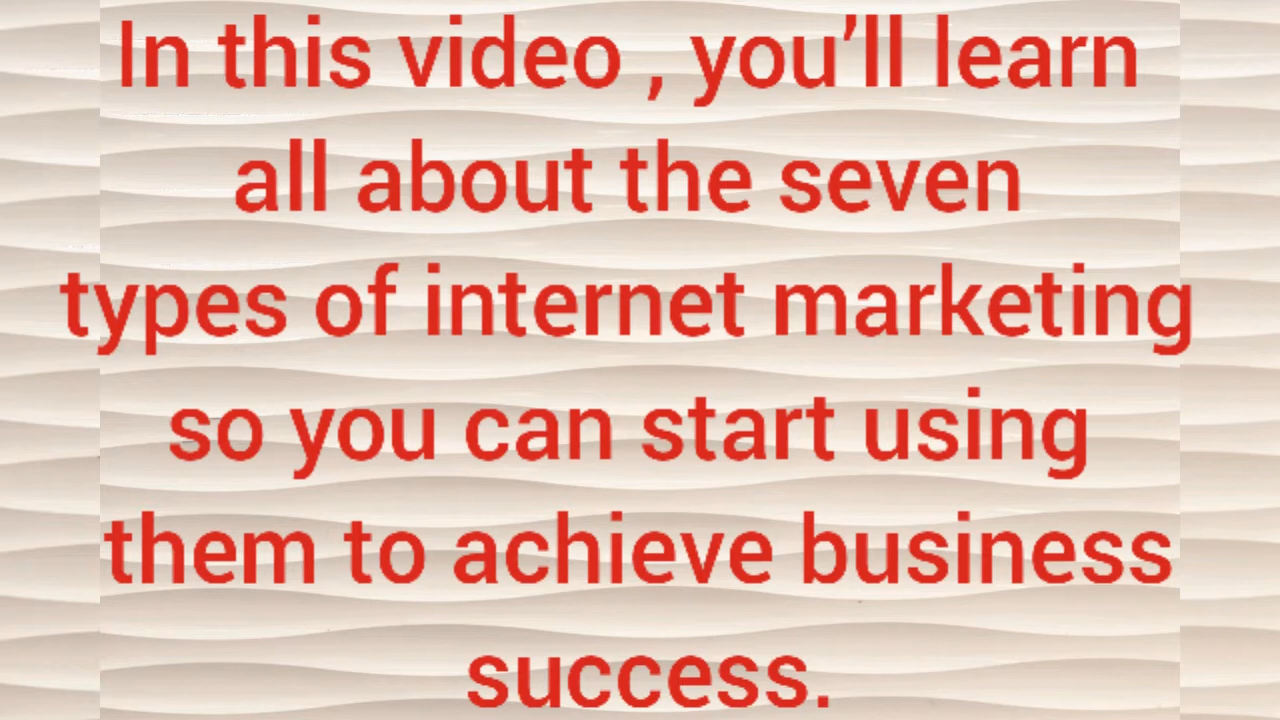 In this video , you’ll learn
all about the seven
types of internet marketing
so you can start using
them to achieve business
success.